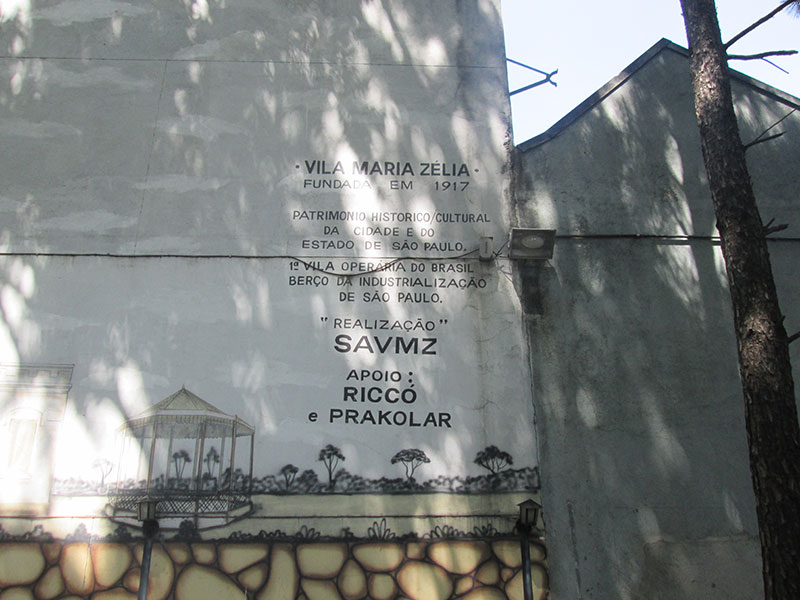 · VILA MARIA ZÉLIA ·
FUNDADA EM 1917
PATRIMONIO HISTORICO/CULTURAL
DA CIDADE E DO
ESTADO DE SÃO PAULO.
1ª VILA OPERÁRIA DO BRASIL
BERÇO DA INDUSTRIALIZAÇÃO
DE SÃO PAULO.
"REALIZAÇÃO"
SAVMZ
APOIO:
RICCÓ
e PRAKOLAR